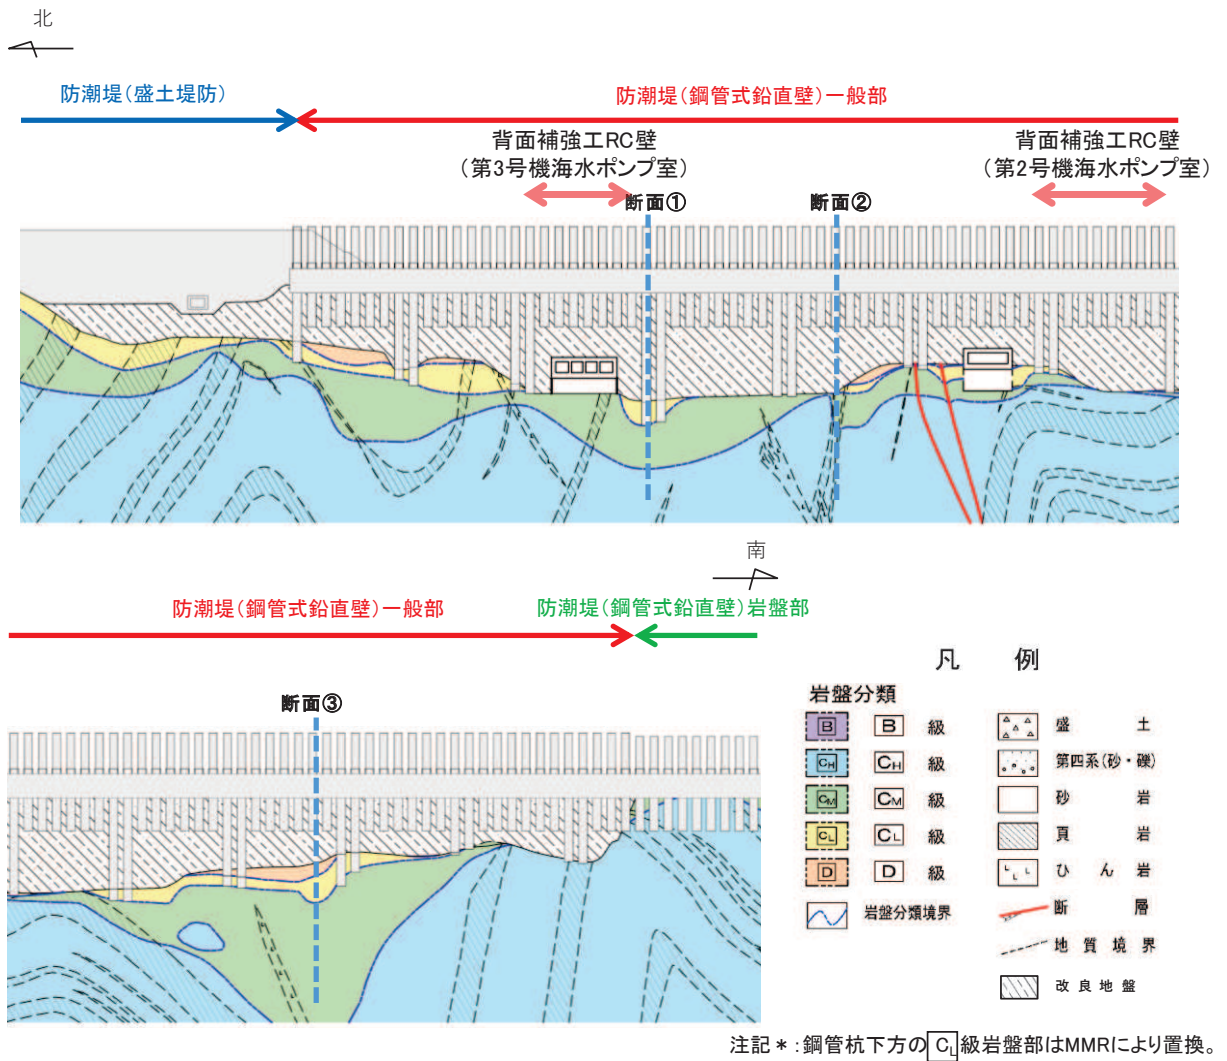 北
防潮堤(盛土堤防)
防潮堤(鋼管式鉛直壁)一般部
背面補強工RC壁
(第3号機海水ポンプ室)
背面補強工RC壁
(第2号機海水ポンプ室)
断面①
断面②
南
防潮堤(鋼管式鉛直壁)一般部
防潮堤(鋼管式鉛直壁)岩盤部
断面③
凡 例
岩盤分類
B B 級
CH CH 級
CM CM 級
CL CL 級
D D 級
岩盤分類境界
盛 土
第四系(砂・礫)
砂 岩
頁 岩
ひ ん 岩
断 層
地 質 境 界
改 良 地 盤
注記*:鋼管杭下方のCL級岩盤部はMMRにより置換。